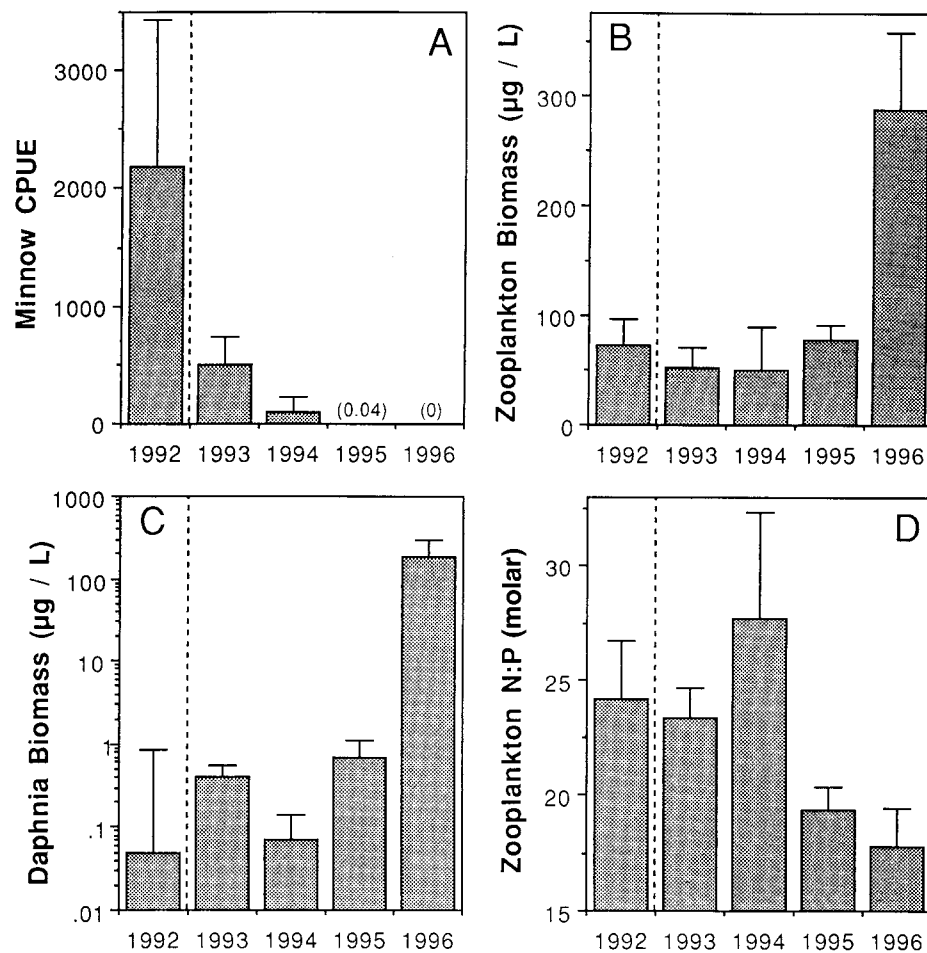 A
Minnow CPUE
3000
2000
1000
0
(0.04)
(0)
1992 1993 1994 1995 1996
B
Zooplankton Biomass (µg / L)
300
200
100
0
1992 1993 1994 1995 1996
C
Daphnia Biomass (µg / L)
1000
100
10
1
.1
.01
1992 1993 1994 1995 1996
D
Zooplankton N:P (molar)
30
25
20
15
1992 1993 1994 1995 1996